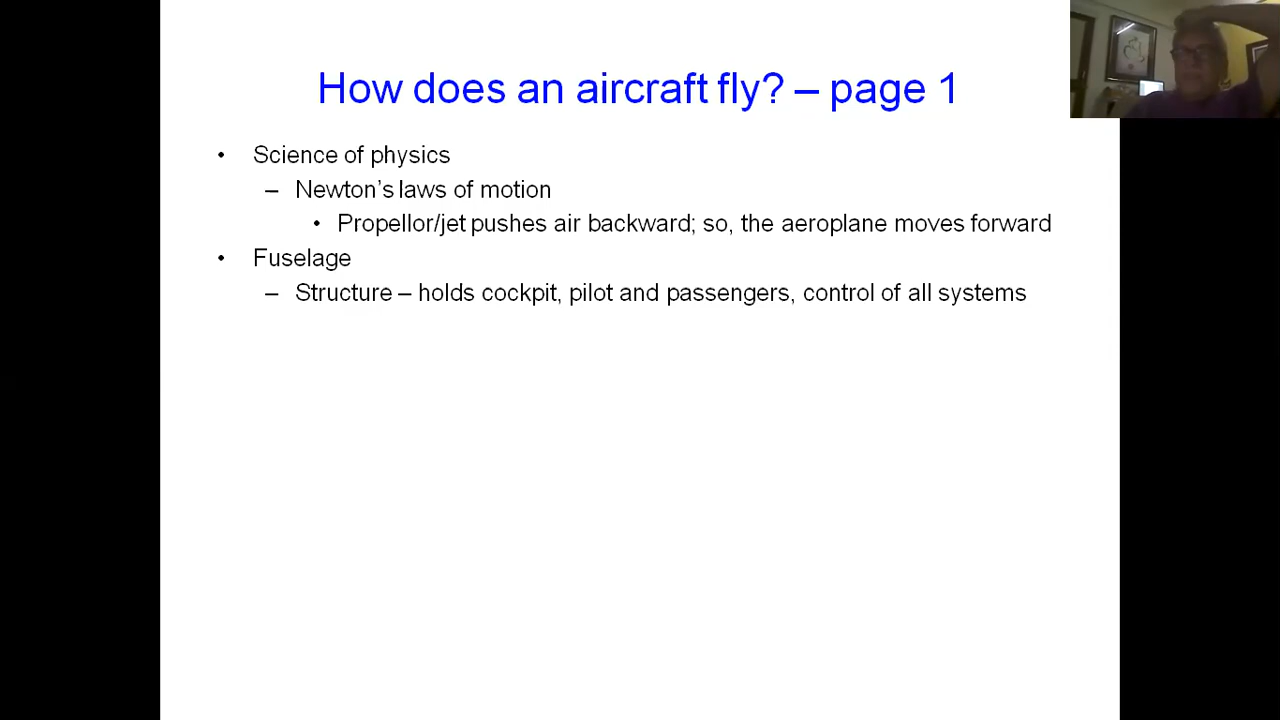 How does an aircraft fly? – page 1
• Science of physics
– Newton's laws of motion
• Propellor/jet pushes air backward; so, the aeroplane moves forward
• Fuselage
– Structure – holds cockpit, pilot and passengers, control of all systems